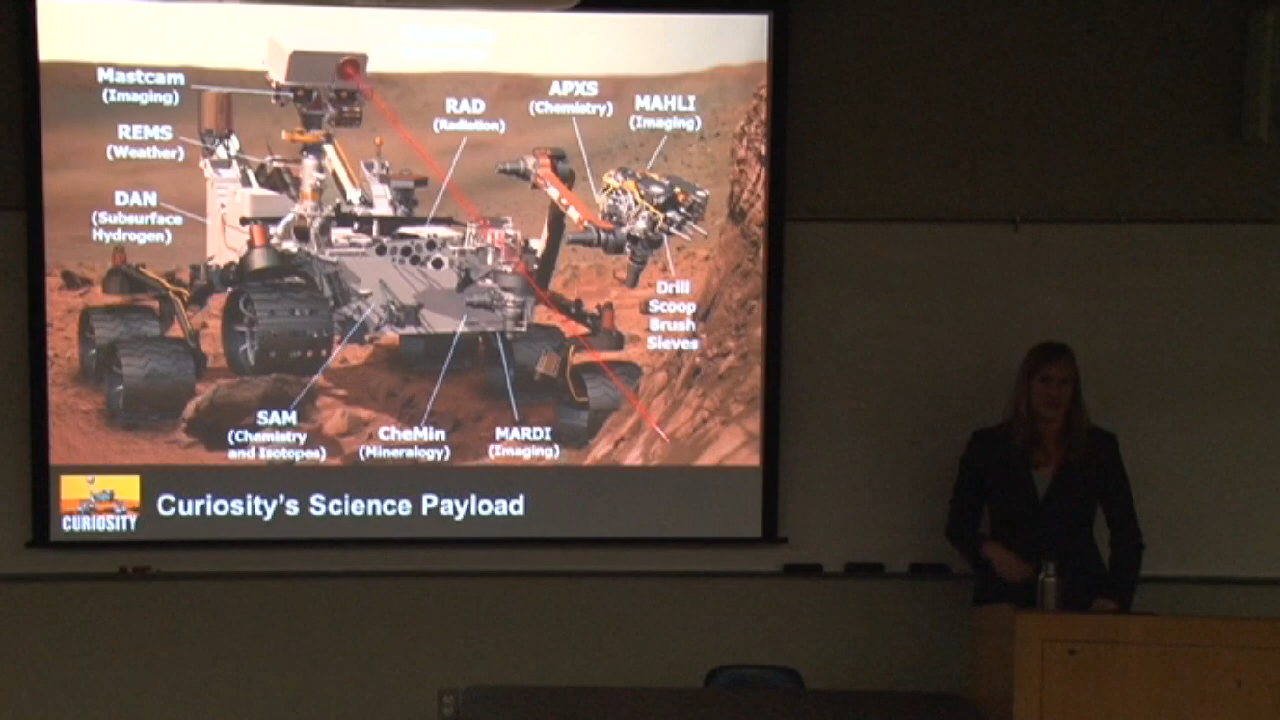 Mastcam
(Imaging)
REMS
(Weather)
DAN
(Subsurface
Hydrogen)
RAD
(Radiation)
APXS
(Chemistry)
MAHLI
(Imaging)
Drill
Scoop
Brush
Sieves
SAM
(Chemistry
and Isotopes)
CheMin
(Mineralogy)
MARDI
(Imaging)
CURIOSITY
Curiosity's Science Payload